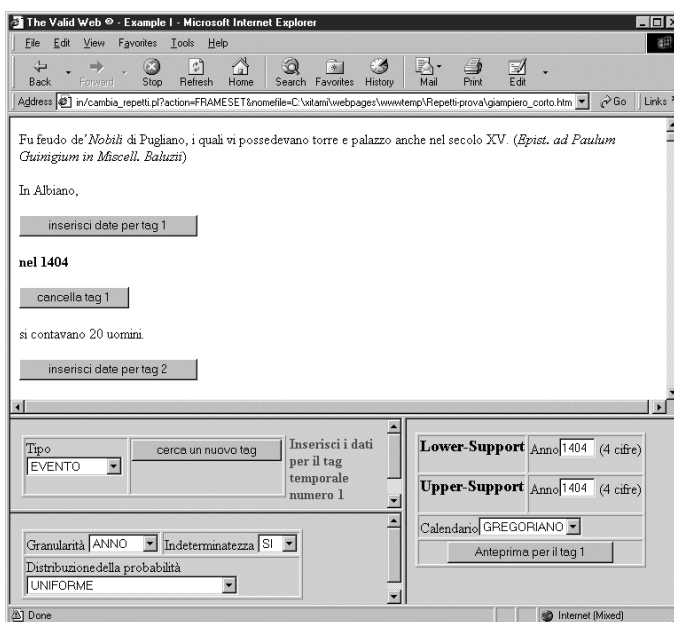 The Valid Web © - Example I - Microsoft Internet Explorer
File Edit View Favorites Tools Help
Back Forward Stop Refresh Home Search Favorites History Mail Print Edit
Address in/cambia_repetti.pl?action=FRAMESET&nomefile=C:\xitami\webpages\wwwtemp\Repetti-prova\giampiero_corto.htm Go Links
Fu feudo de' Nobili di Pugliano, i quali vi possedevano torre e palazzo anche nel secolo XV. (Epist. ad Paulum
Guinigium in Miscell. Baluzii)
In Albiano,
inserisci date per tag 1
nel 1404
cancella tag 1
si contavano 20 uomini.
inserisci date per tag 2
Tipo
EVENTO
cerca un nuovo tag
Inserisci i dati
per il tag
temporale
numero 1
Lower-Support Anno 1404 (4 cifre)
Upper-Support Anno 1404 (4 cifre)
Calendario GREGORIANO
Anteprima per il tag 1
Granularità ANNO Indeterminatezza SI
Distribuzionedella probabilità
UNIFORME
Done Internet (Mixed)